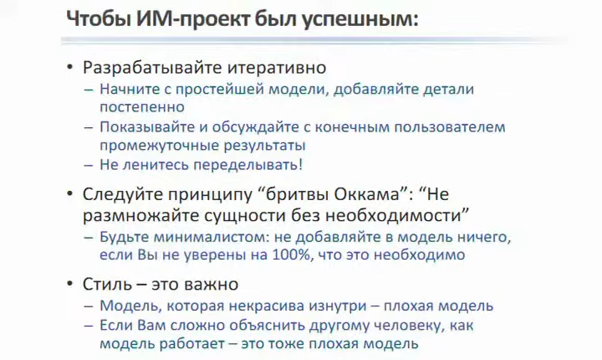 Чтобы ИМ-проект был успешным:
• Разрабатывайте итеративно
– Начните с простейшей модели, добавляйте детали
постепенно
– Показывайте и обсуждайте с конечным пользователем
промежуточные результаты
– Не ленитесь переделывать!
• Следуйте принципу “бритвы Оккама”: “Не
размножайте сущности без необходимости”
– Будьте минималистом: не добавляйте в модель ничего,
если Вы не уверены на 100%, что это необходимо
• Стиль – это важно
– Модель, которая некрасива изнутри – плохая модель
– Если Вам сложно объяснить другому человеку, как
модель работает – это тоже плохая модель